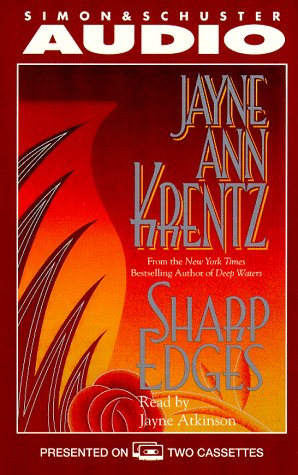 SIMON & SCHUSTER
AUDIO
JAYNE
ANN
KRENTZ
From the New York Times
Bestselling Author of Deep Waters
SHARP
EDGES
Read by
Jayne Atkinson
PRESENTED ON TWO CASSETTES